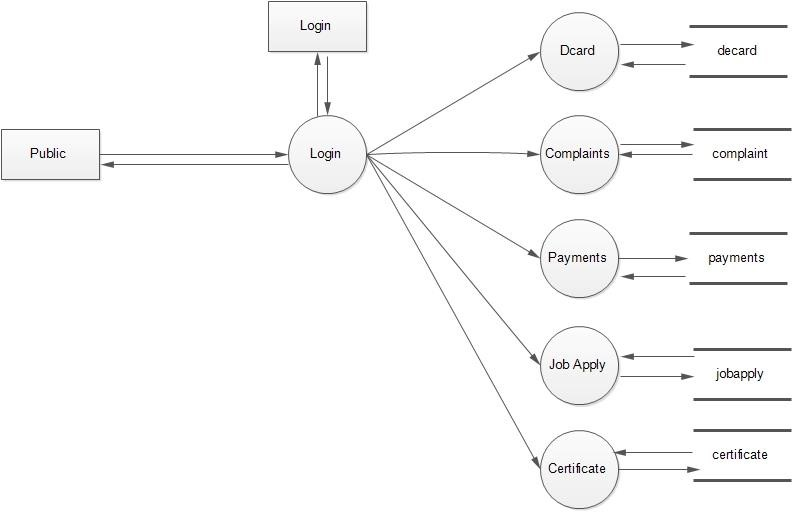 Login
Dcard
decard
Public
Login
Complaints
complaint
Payments
payments
Job Apply
jobapply
Certificate
certificate